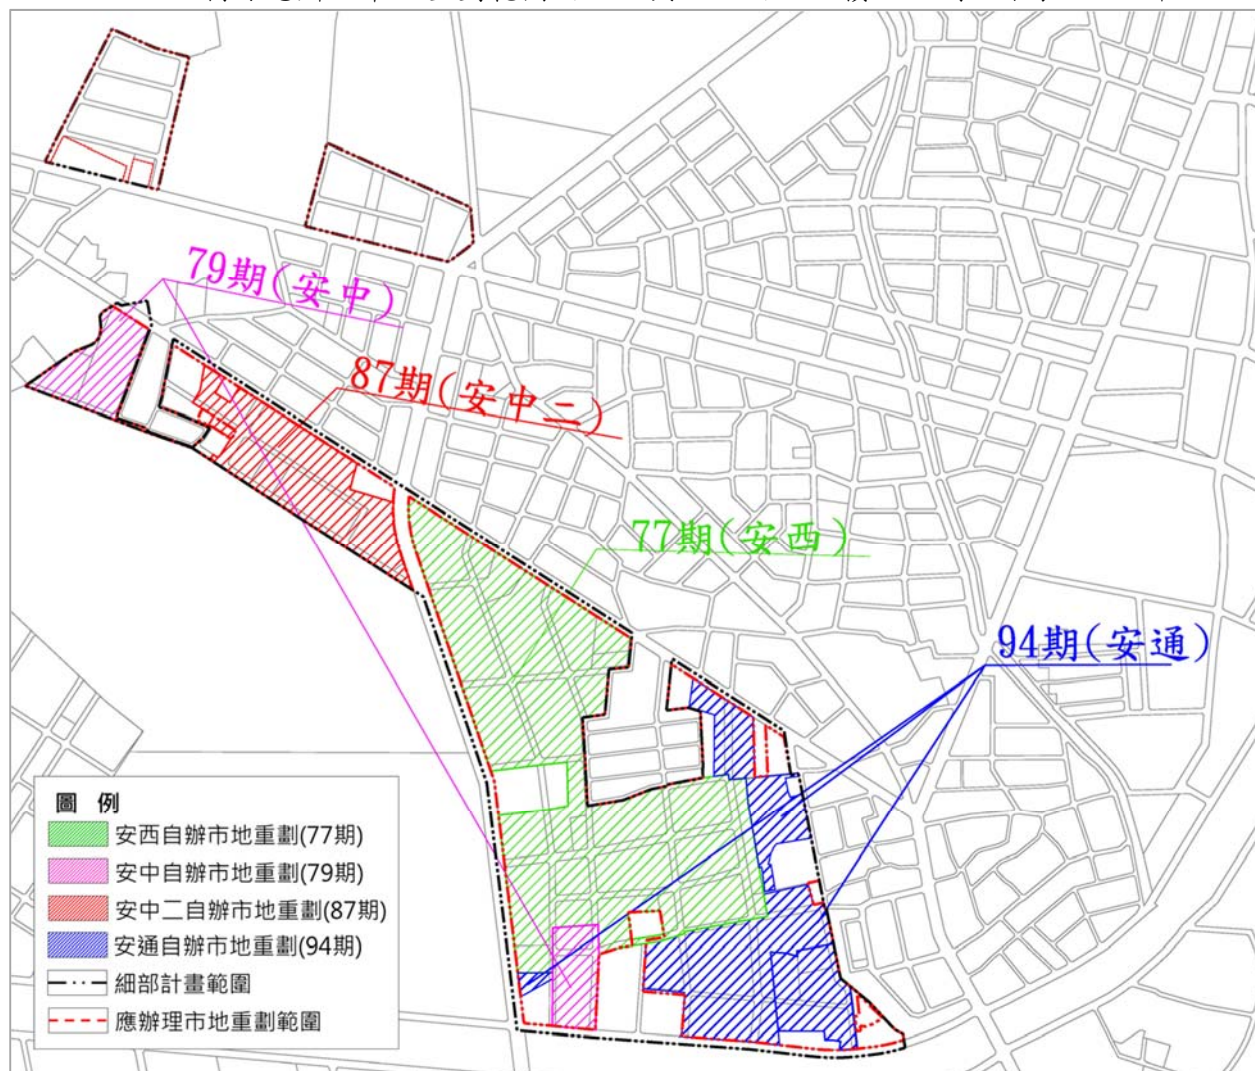 79期(安中)
87期(安中二)
77期(安西)
94期(安通)
圖 例
安西自辦市地重劃(77期)
安中自辦市地重劃(79期)
安中二自辦市地重劃(87期)
安通自辦市地重劃(94期)
細部計畫範圍
應辦理市地重劃範圍